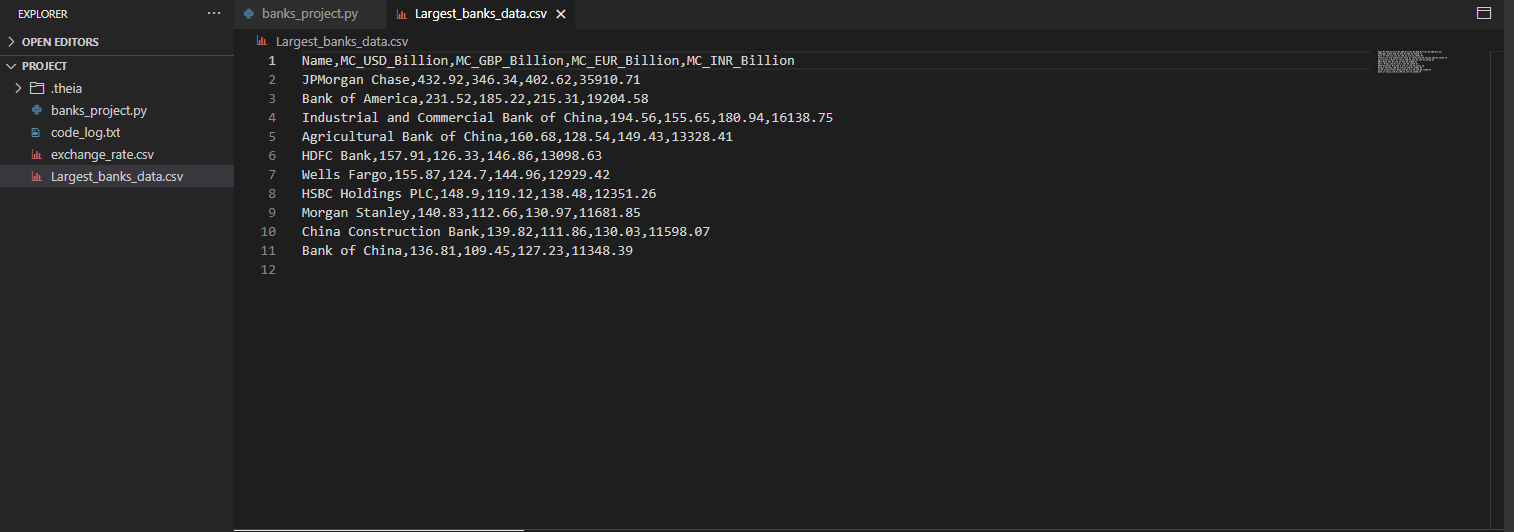 EXPLORER
...
OPEN EDITORS
PROJECT
.theia
banks_project.py
code_log.txt
exchange_rate.csv
Largest_banks_data.csv
banks_project.py
Largest_banks_data.csv
Largest_banks_data.csv
1 Name,MC_USD_Billion,MC_GBP_Billion,MC_EUR_Billion,MC_INR_Billion
2 JPMorgan Chase,432.92,346.34,402.62,35910.71
3 Bank of America,231.52,185.22,215.31,19204.58
4 Industrial and Commercial Bank of China,194.56,155.65,180.94,16138.75
5 Agricultural Bank of China,160.68,128.54,149.43,13328.41
6 HDFC Bank,157.91,126.33,146.86,13098.63
7 Wells Fargo,155.87,124.7,144.96,12929.42
8 HSBC Holdings PLC,148.9,119.12,138.48,12351.26
9 Morgan Stanley,140.83,112.66,130.97,11681.85
10 China Construction Bank,139.82,111.86,130.03,11598.07
11 Bank of China,136.81,109.45,127.23,11348.39
12